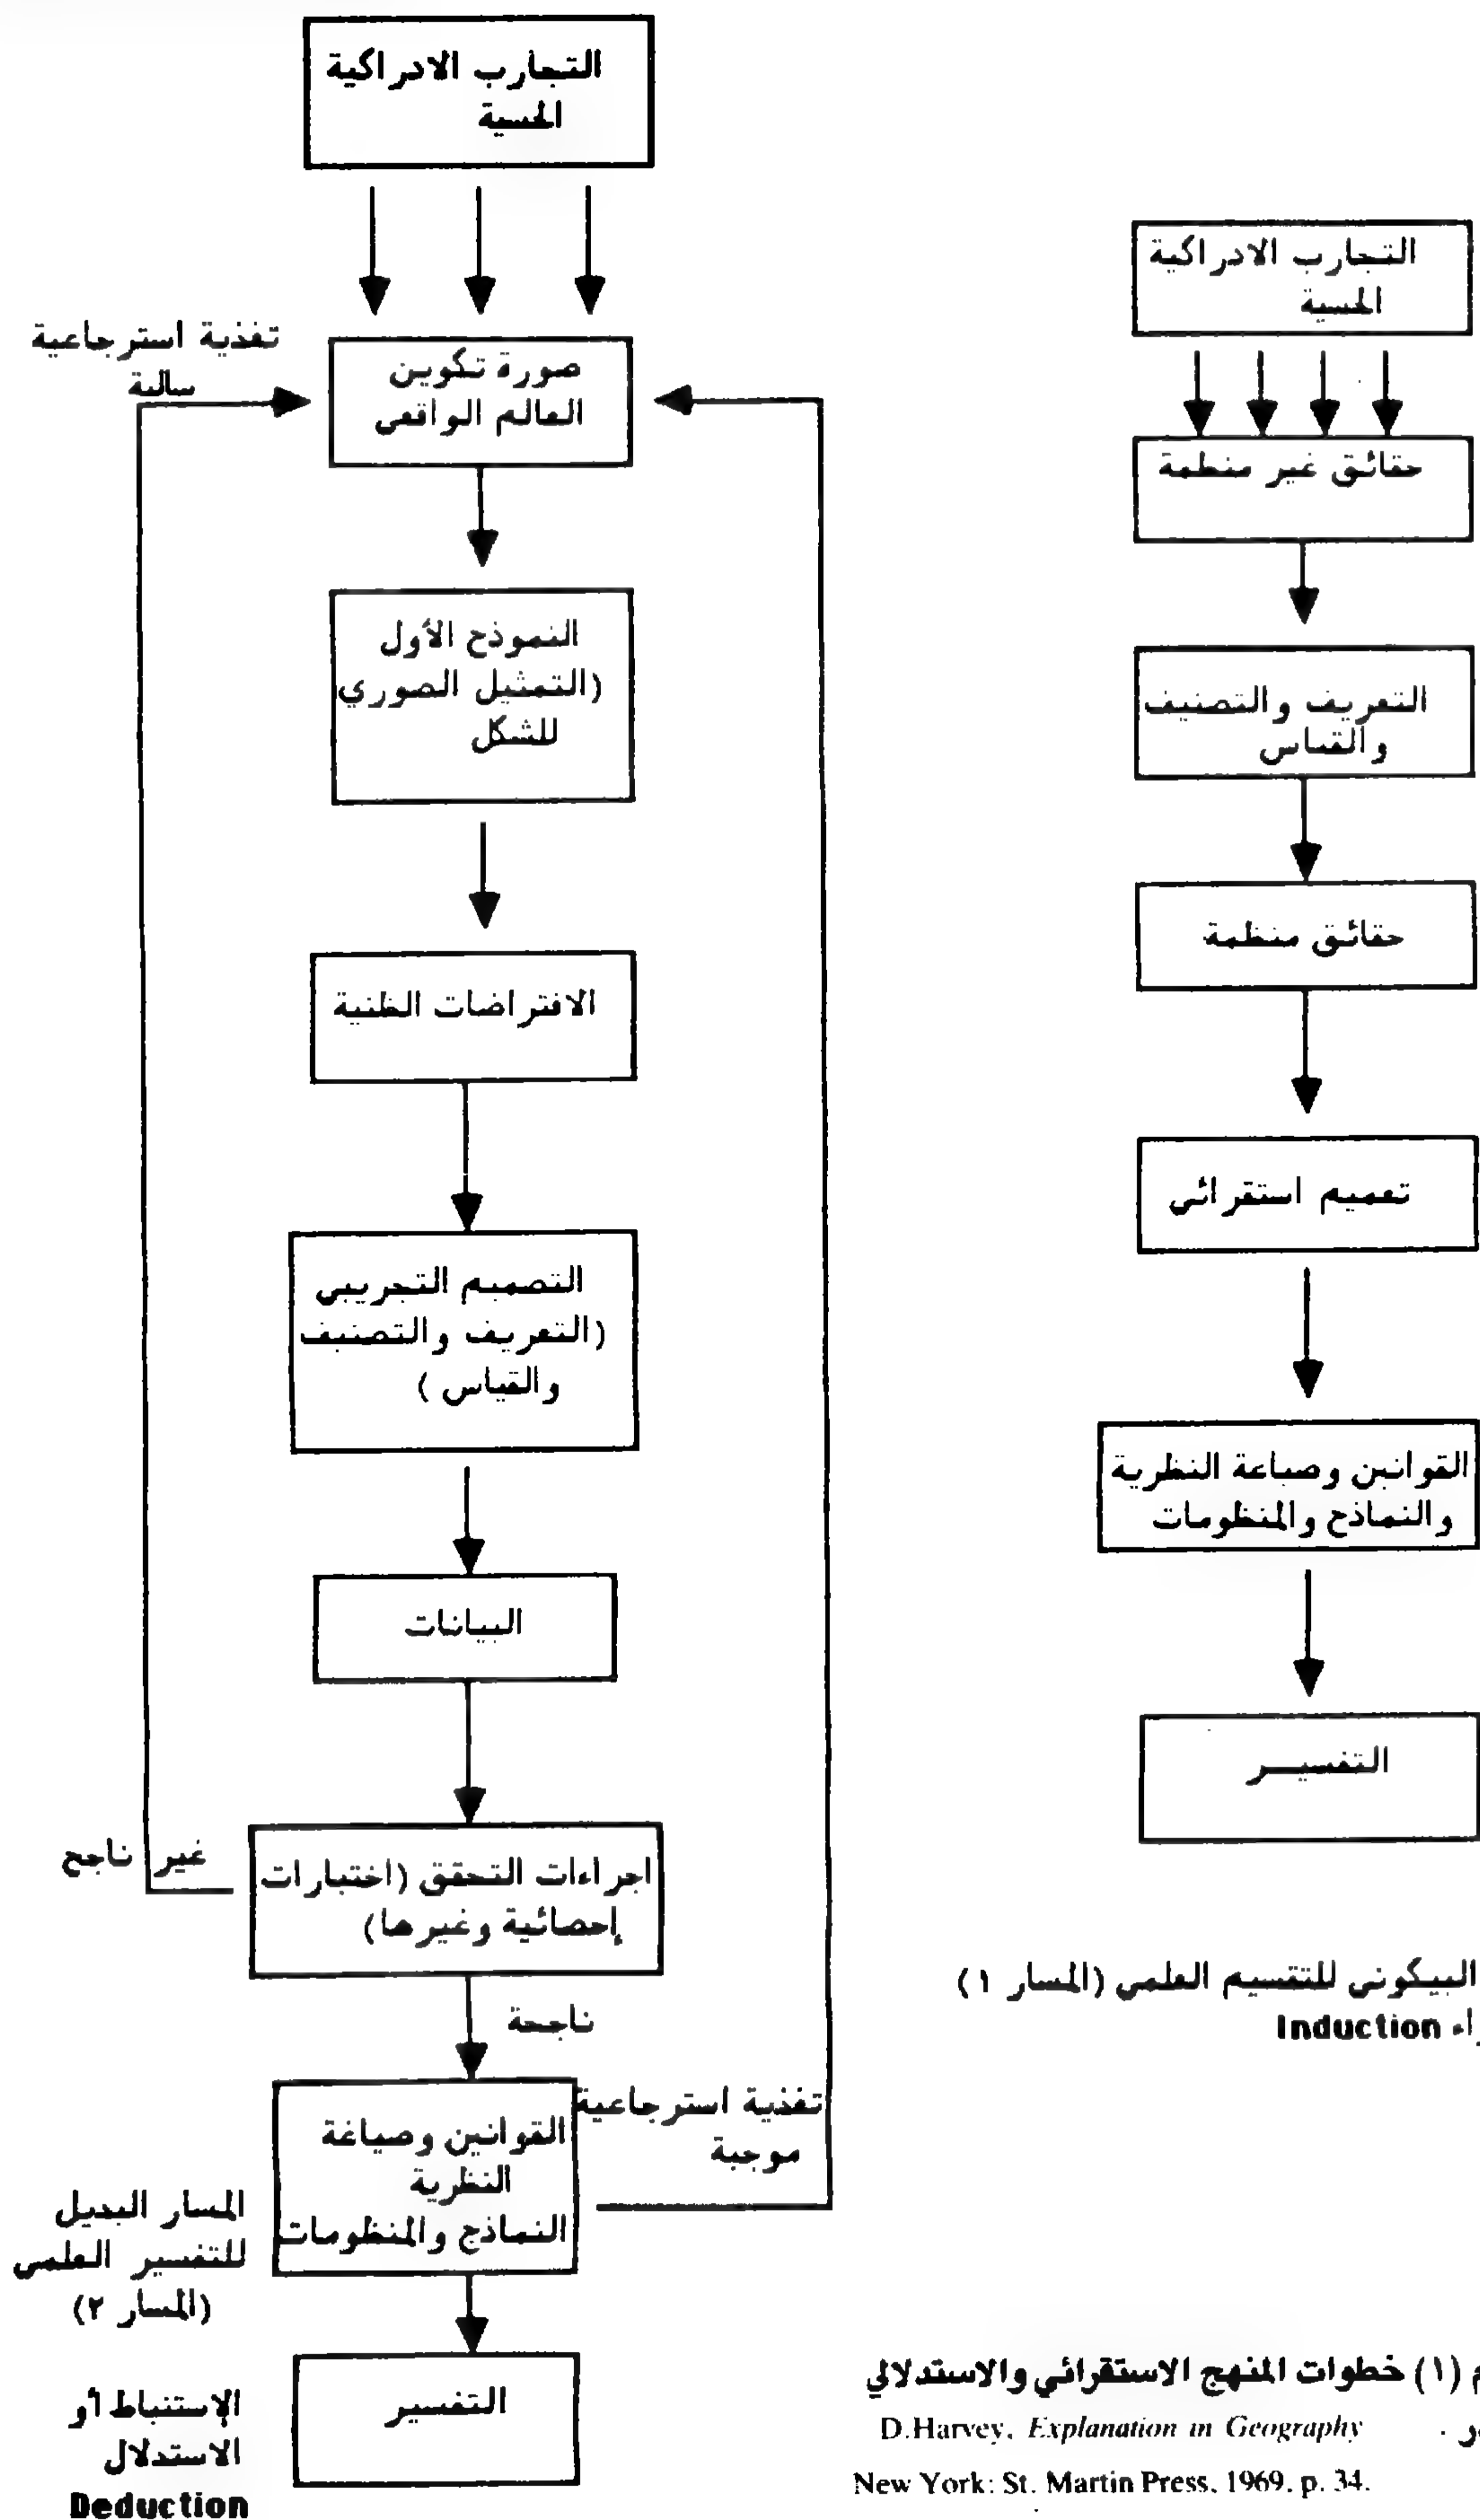 التجارب الادراكية
الحسية
حقائق غير منظمة
التعريف والتصنيف
والقياس
حقائق منظمة
تعميم استقرائي
القوانين وصياغة النظرية
والنماذج والمنظومات
التفسيـــر
البيكوني للتقسيم العلمي (المسار ١)
Induction
التجارب الادراكية
الحسية
تغذية استرجاعية
سالبة
صورة تكوين
العالم الواقعي
النموذج الأول
(التمثيل الصوري
للشكل
الافتراضات الظنية
التصميم التجريبي
(التعريف والتصنيف
والقياس)
البيانات
غير ناجح
اجراءات التحقق (اختبارات
إحصائية وغيرها)
ناجحة
تغذية استرجاعية
موجبة
القوانين وصياغة
النظرية
النماذج والمنظومات
المسار البديل
للتفسير العلمي
(المسار ٢)
التفسير
الإستنباط أو
الاستدلال
Deduction
(١) خطوات المنهج الاستقرائي والاستدلالي
D.Harvey, Explanation in Geography
New York: St. Martin Press, 1969, p. 34.